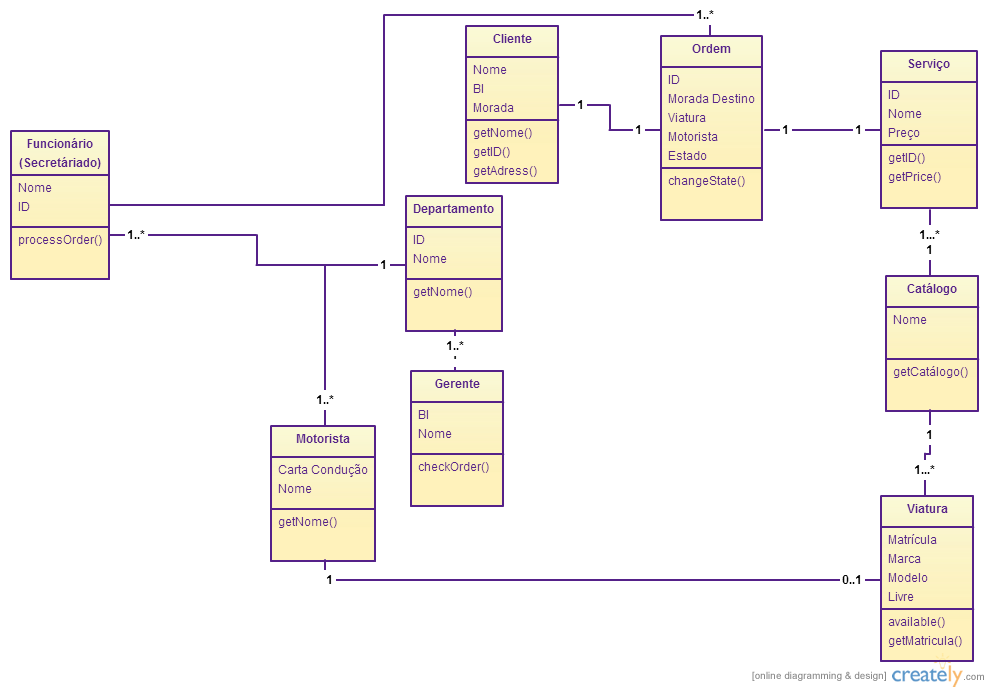 1..*
Cliente
Nome
BI
Morada
getNome()
getID()
getAdress()
1
1
Ordem
ID
Morada Destino
Viatura
Motorista
Estado
changeState()
1
1
Serviço
ID
Nome
Preço
getID()
getPrice()
Funcionário
(Secretáriado)
Nome
ID
processOrder()
1..*
1
Departamento
ID
Nome
getNome()
1...*
1
Catálogo
Nome
getCatálogo()
1..*
Gerente
BI
Nome
checkOrder()
1..*
Motorista
Carta Condução
Nome
getNome()
1
1...*
Viatura
Matrícula
Marca
Modelo
Livre
available()
getMatricula()
1
0..1
[online diagramming & design] creately.com